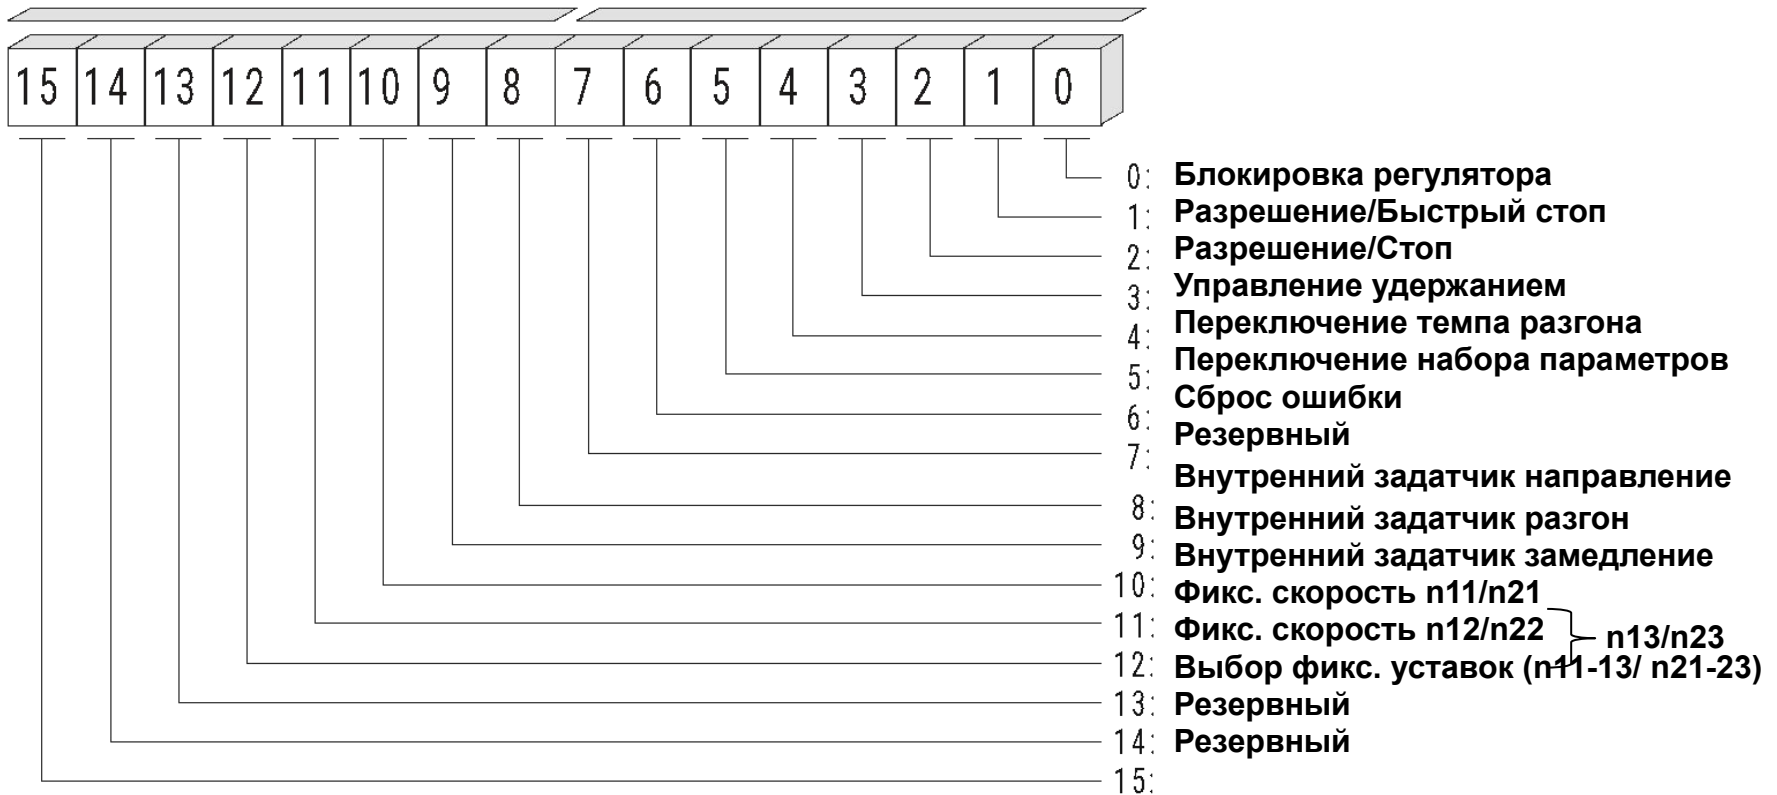 15 14 13 12 11 10 9 8 7 6 5 4 3 2 1 0
0: Блокировка регулятора
1: Разрешение/Быстрый стоп
2: Разрешение/Стоп
3: Управление удержанием
4: Переключение темпа разгона
5: Переключение набора параметров
6: Сброс ошибки
7: Резервный
8: Внутренний задатчик направление
9: Внутренний задатчик разгон
10: Внутренний задатчик замедление
11: Фикс. скорость n11/n21
12: Фикс. скорость n12/n22
n13/n23
13: Выбор фикс. уставок (n11-13/ n21-23)
14: Резервный
15: Резервный